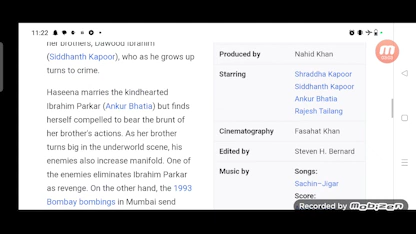 11:22
her brothers, Dawood Ibrahim
(Siddhanth Kapoor), who as he grows up
turns to crime.
Haseena marries the kindhearted
Ibrahim Parkar (Ankur Bhatia) but finds
herself compelled to bear the brunt of
her brother's actions. As her brother
turns big in the underworld scene, his
enemies also increase manifold. One of
the enemies eliminates Ibrahim Parkar
as revenge. On the other hand, the 1993
Bombay bombings in Mumbai send
Produced by Nahid Khan
Starring Shraddha Kapoor
Siddhanth Kapoor
Ankur Bhatia
Rajesh Tailang
Cinematography Fasahat Khan
Edited by Steven H. Bernard
Music by Songs:
Sachin–Jigar
Score:
Recorded by Mobizen